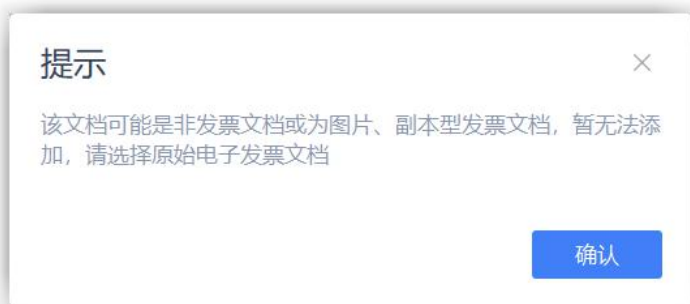 提示
该文档可能是非发票文档或为图片、副本型发票文档，暂无法添
加，请选择原始电子发票文档
确认